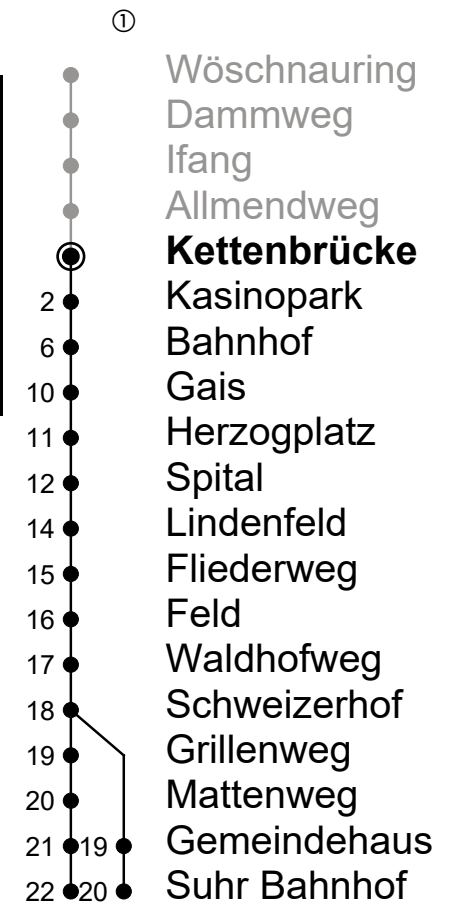 ①
Wöschnauring
Dammweg
Ifang
Allmendweg
Kettenbrücke
2 Kasinopark
6 Bahnhof
10 Gais
11 Herzogplatz
12 Spital
14 Lindenfeld
15 Fliederweg
16 Feld
17 Waldhofweg
18 Schweizerhof
19 Grillenweg
20 Mattenweg
21 19 Gemeindehaus
22 20 Suhr Bahnhof